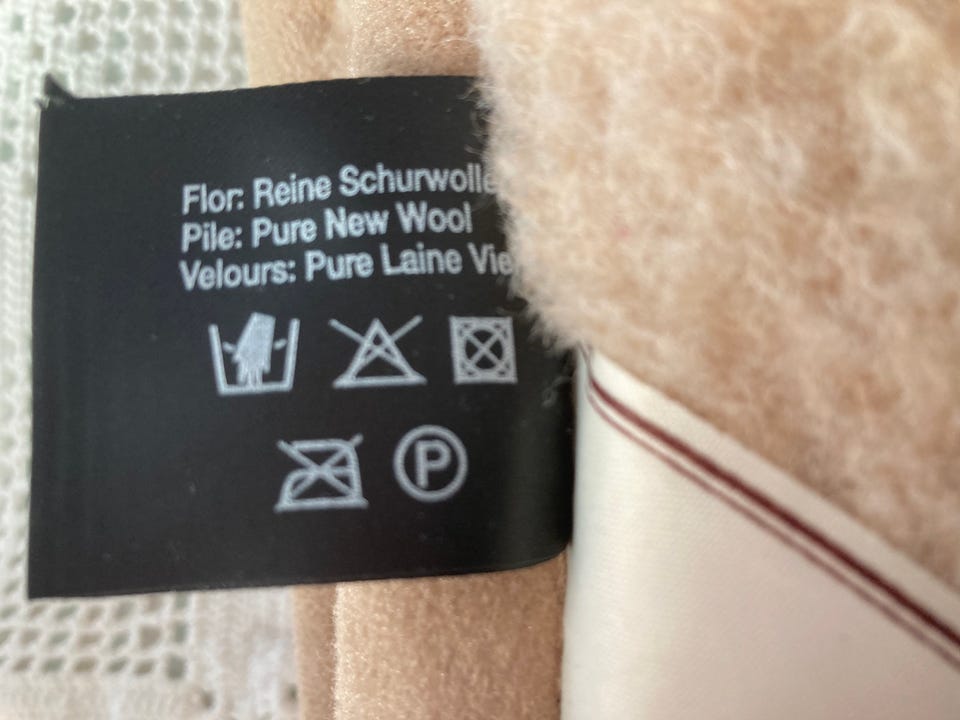 Flor: Reine Schurwolle
Pile: Pure New Wool
Velours: Pure Laine
P